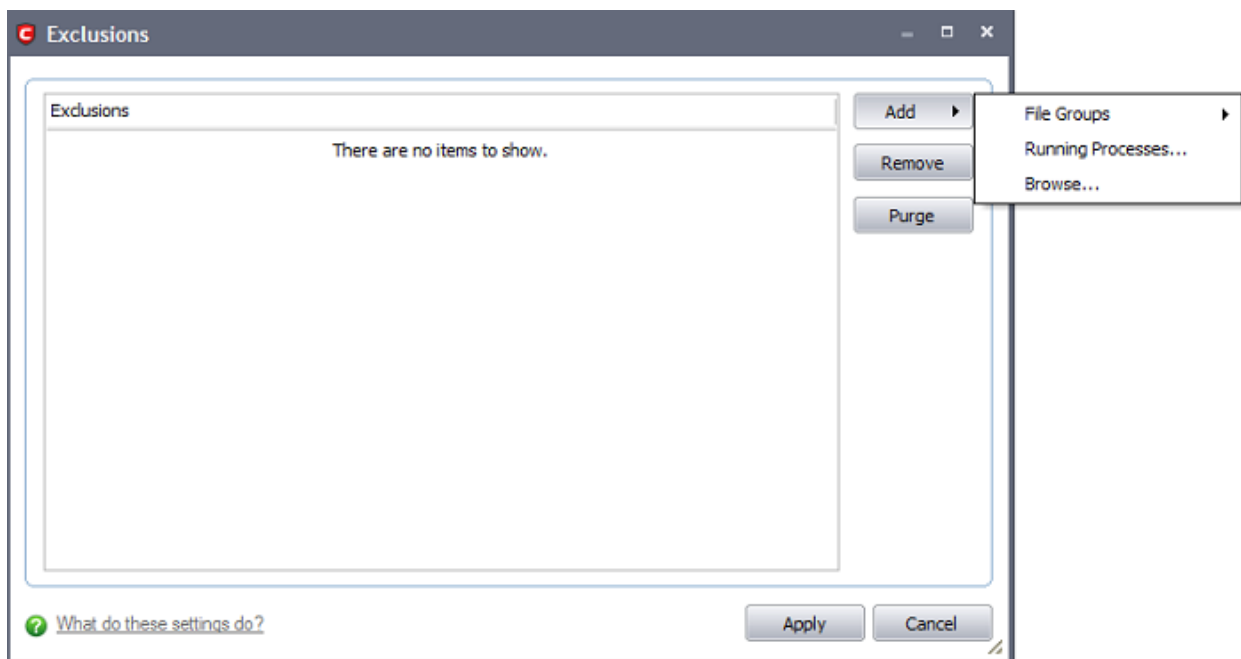 Exclusions
Exclusions
There are no items to show.
Add
Remove
Purge
File Groups
Running Processes...
Browse...
What do these settings do?
Apply
Cancel